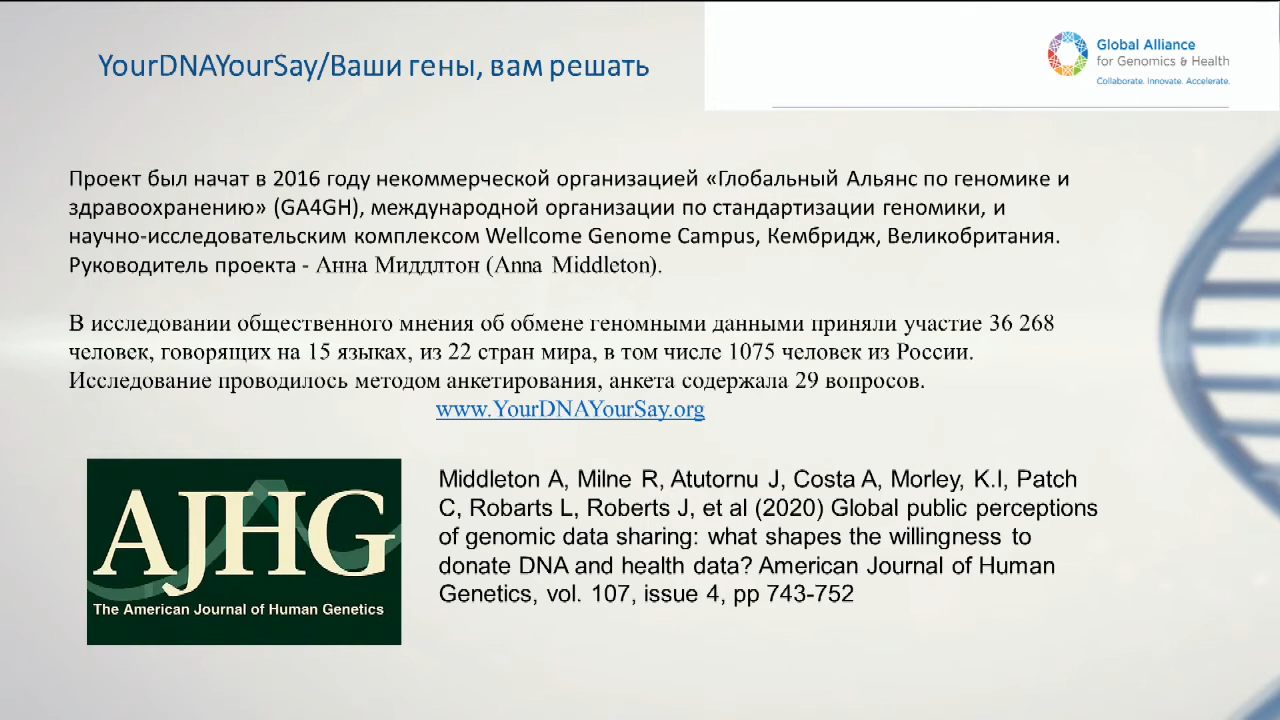 YourDNAYourSay/Ваши гены, вам решать
Global Alliance
for Genomics & Health
Collaborate. Innovate. Accelerate.
Проект был начат в 2016 году некоммерческой организацией «Глобальный Альянс по геномике и
здравоохранению» (GA4GH), международной организации по стандартизации геномики, и
научно-исследовательским комплексом Wellcome Genome Campus, Кембридж, Великобритания.
Руководитель проекта - Анна Миддлтон (Anna Middleton).
В исследовании общественного мнения об обмене геномными данными приняли участие 36 268
человек, говорящих на 15 языках, из 22 стран мира, в том числе 1075 человек из России.
Исследование проводилось методом анкетирования, анкета содержала 29 вопросов.
www.YourDNAYourSay.org
AJHG
The American Journal of Human Genetics
Middleton A, Milne R, Atutornu J, Costa A, Morley, K.I, Patch
C, Robarts L, Roberts J, et al (2020) Global public perceptions
of genomic data sharing: what shapes the willingness to
donate DNA and health data? American Journal of Human
Genetics, vol. 107, issue 4, pp 743-752